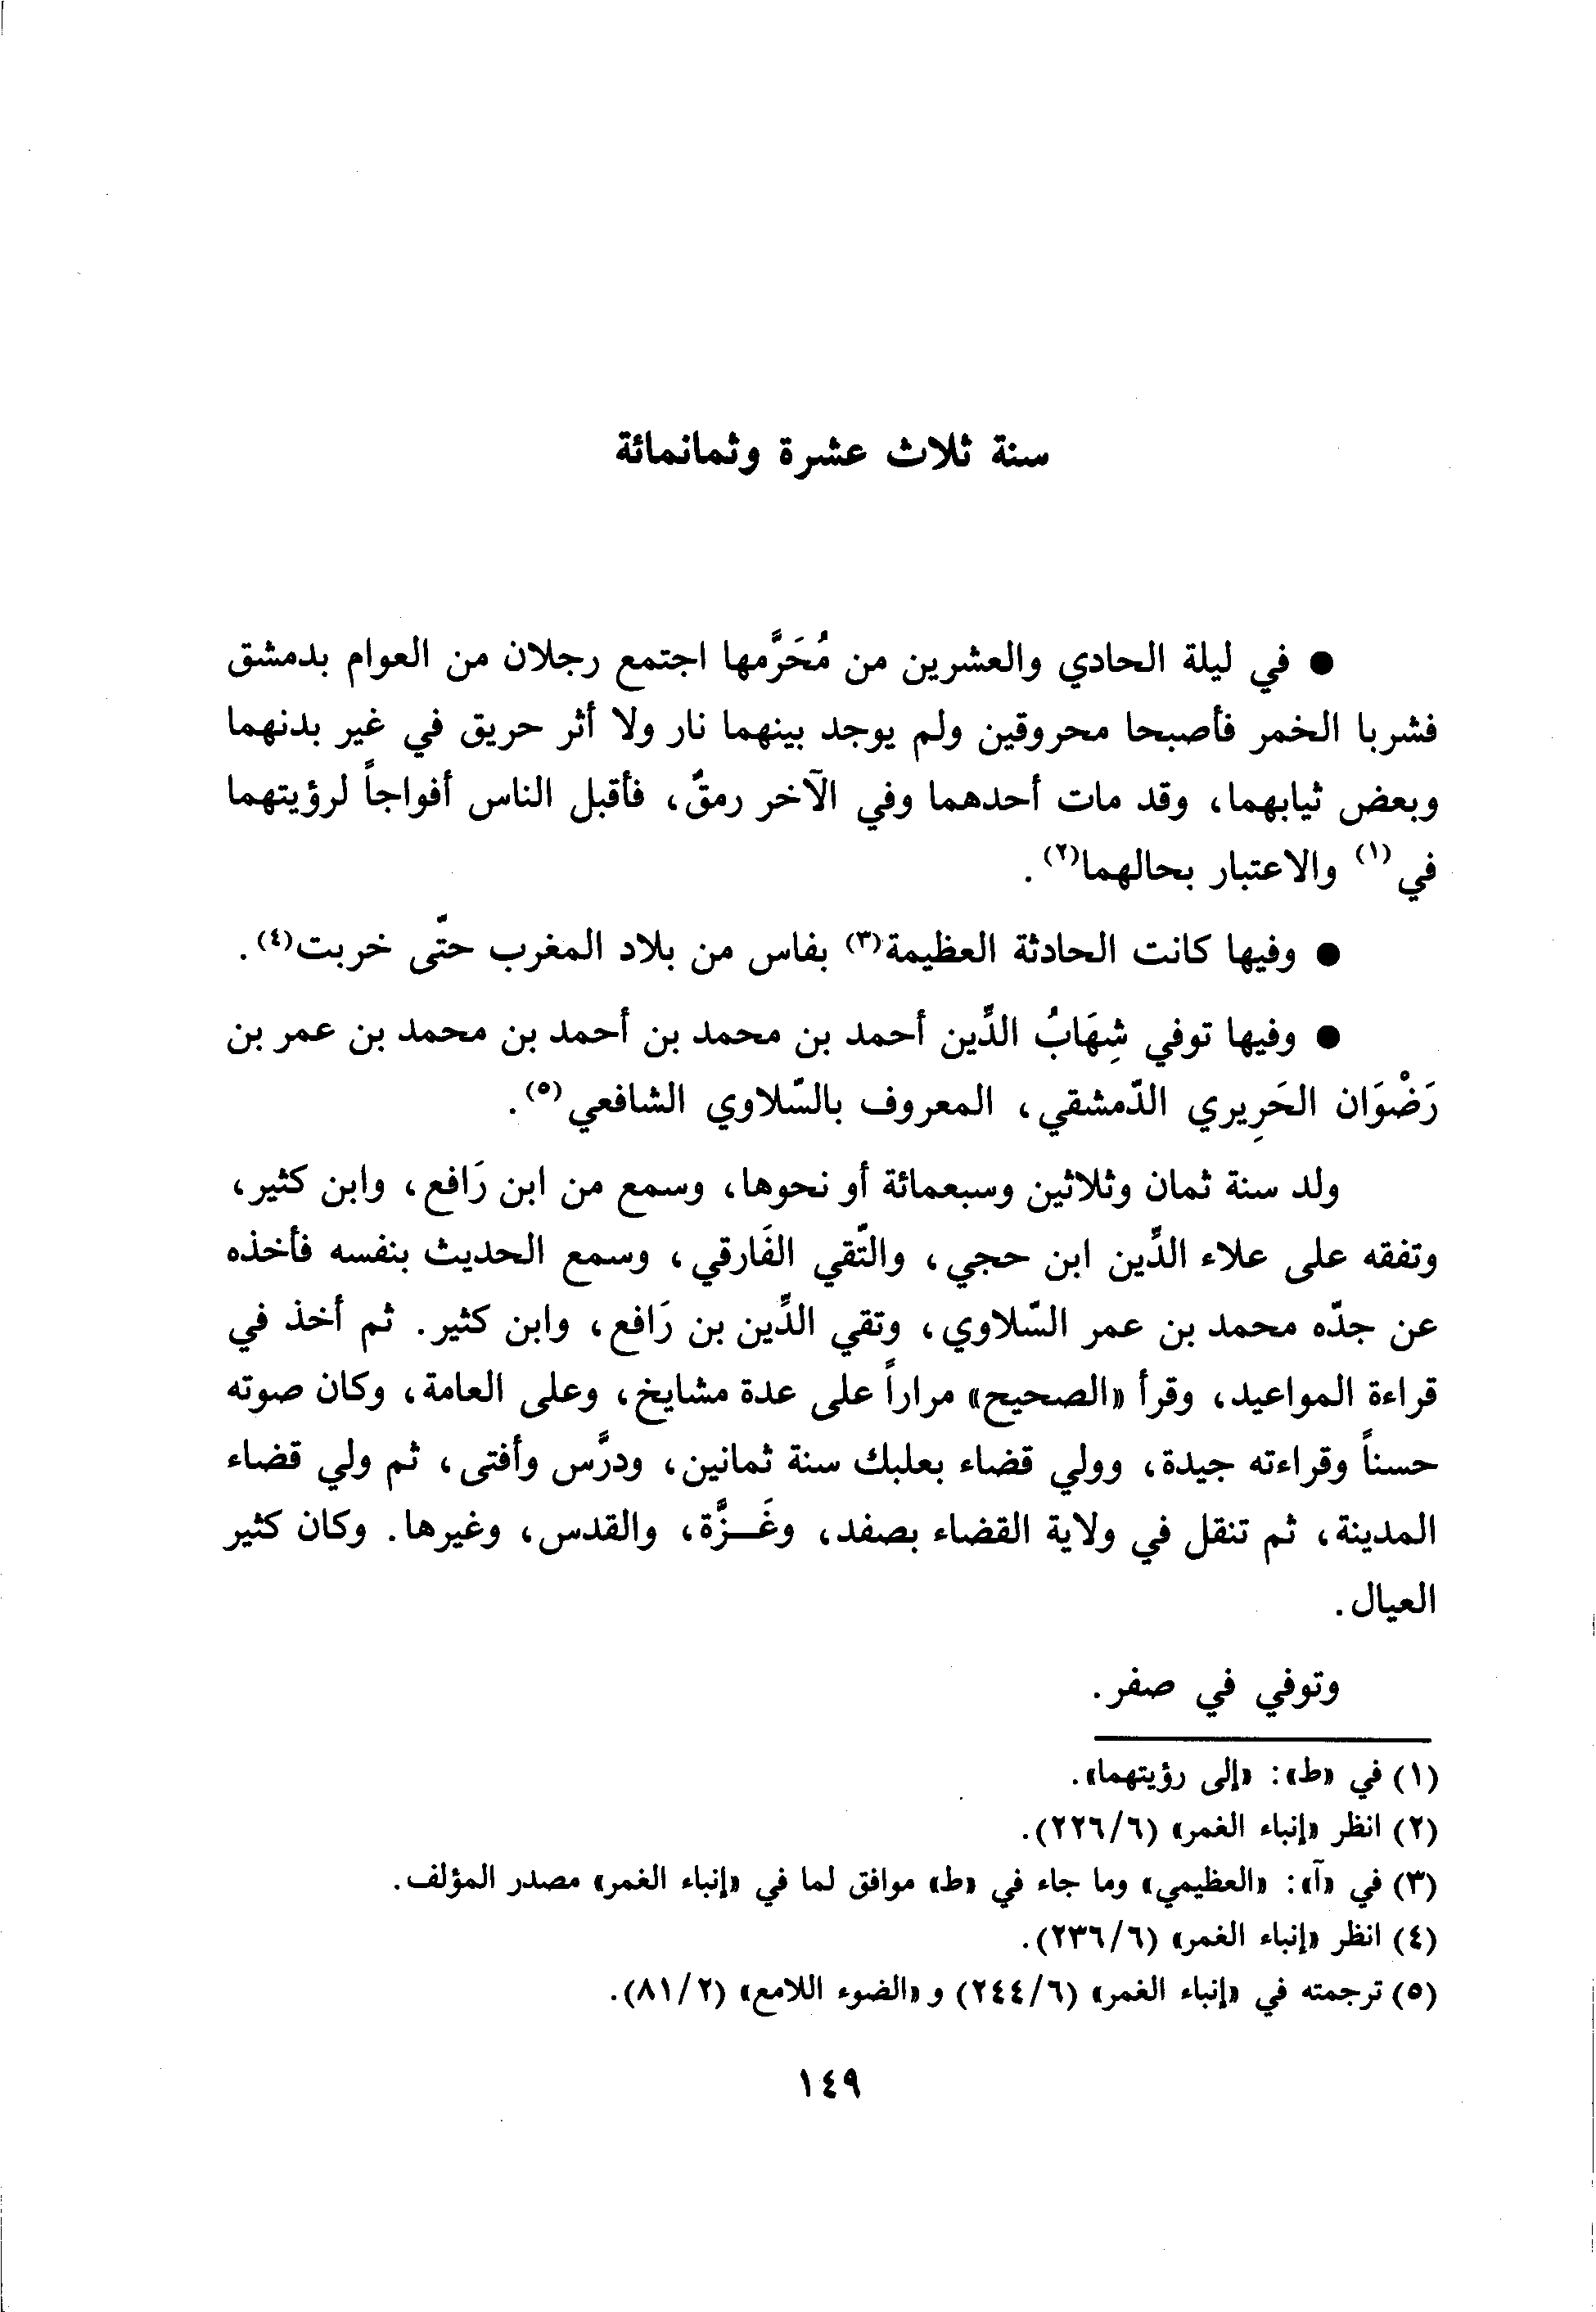 سنة ثلاث عشرة وثمانمائة
● في ليلة الحادي والعشرين من مُحَرَّمها اجتمع رجلان من العوام بدمشق
فشربا الخمر فأصبحا محروقين ولم يوجد بينهما نار ولا أثر حريق في غير بدنهما
وبعض ثيابهما، وقد مات أحدهما وفي الآخر رمقٌ، فأقبل الناس أفواجاً لرؤيتهما
في(١) والاعتبار بحالهما(٢).
● وفيها كانت الحادثة العظيمة(٣) بفاس من بلاد المغرب حتّى خربت(٤).
● وفيها توفي شِهَابُ الدِّين أحمد بن محمد بن أحمد بن محمد بن عمر بن
رَضْوَان الحَرِيري الدّمشقي، المعروف بالسّلاوي الشافعي(٥).
ولد سنة ثمان وثلاثين وسبعمائة أو نحوها، وسمع من ابن رَافع، وابن كثير،
وتفقه على علاء الدِّين ابن حجي، والتّقي الفَارقي، وسمع الحديث بنفسه فأخذه
عن جدّه محمد بن عمر السّلاوي، وتقي الدِّين بن رَافع، وابن كثير. ثم أخذ في
قراءة المواعيد، وقرأ «الصحيح» مراراً على عدة مشايخ، وعلى العامة، وكان صوته
حسناً وقراءته جيدة، وولي قضاء بعلبك سنة ثمانين، ودرَّس وأفتى، ثم ولي قضاء
المدينة، ثم تنقل في ولاية القضاء بصفد، وغَـزَّة، والقدس، وغيرها. وكان كثير
العيال.
وتوفي في صفر.
(١) في «ط»: «إلى رؤيتهما».
(٢) انظر «إنباء الغمر» (٦/٢٢٦).
(٣) في «آ»: «العظيمي» وما جاء في «ط» موافق لما في «إنباء الغمر» مصدر المؤلف.
(٤) انظر «إنباء الغمر» (٦/٢٣٦).
(٥) ترجمته في «إنباء الغمر» (٦/٢٤٤) و «الضوء اللامع» (٢/٨١).
١٤٩